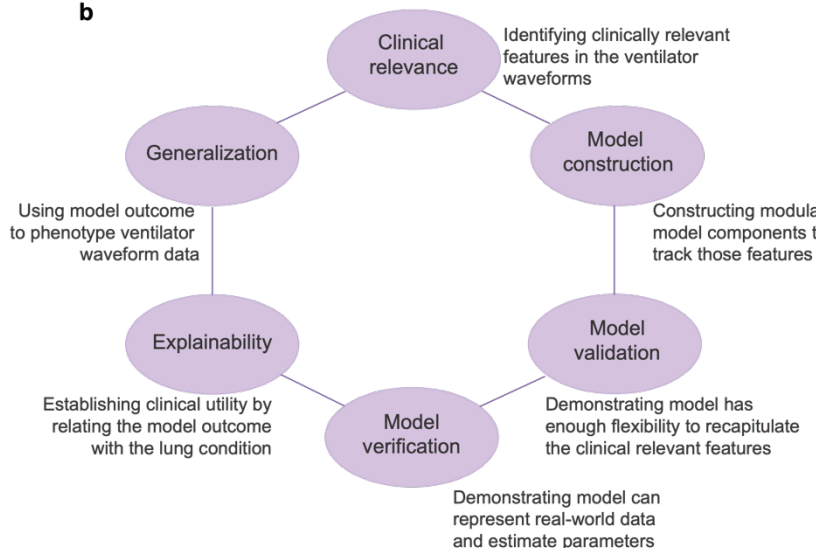 b
Clinical
relevance
Identifying clinically relevant
features in the ventilator
waveforms
Model
construction
Constructing
model components
track those features
Model
validation
Demonstrating model has
enough flexibility to recapitulate
the clinical relevant features
Model
verification
Demonstrating model can
represent real-world data
and estimate parameters
Explainability
Establishing clinical utility by
relating the model outcome
with the lung condition
Generalization
Using model outcome
to phenotype ventilator
waveform data